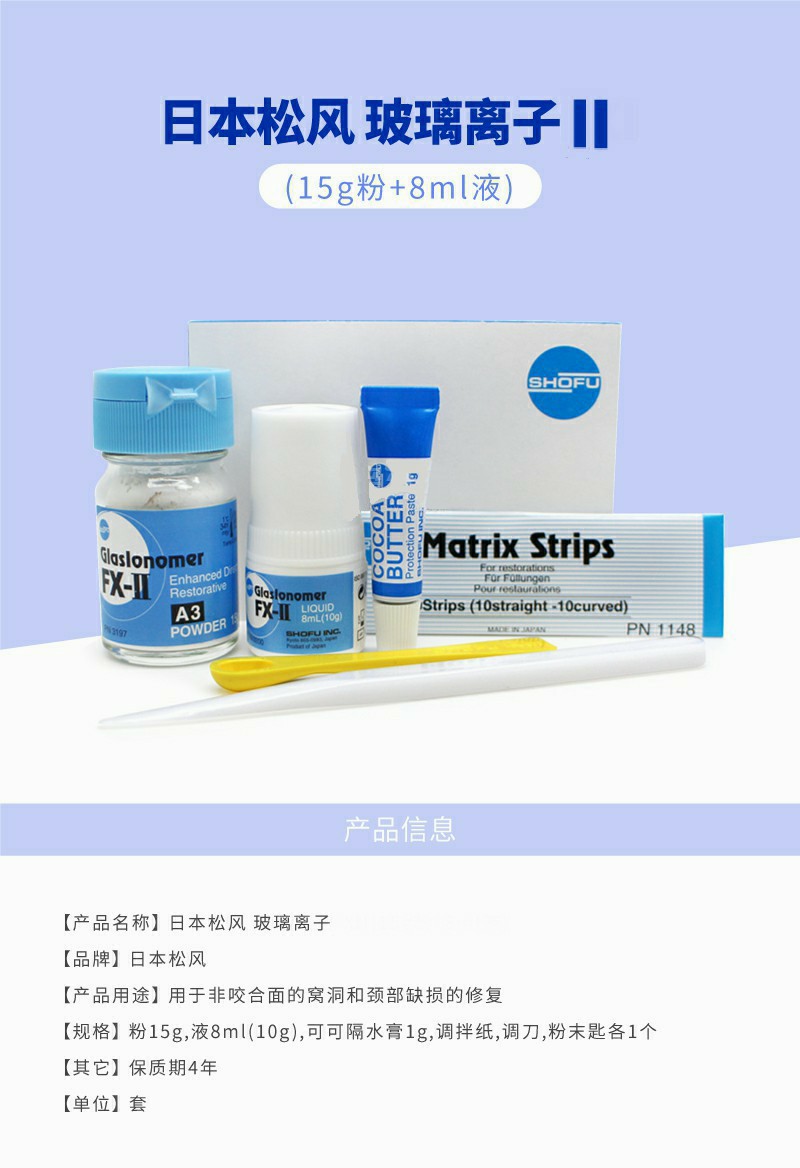 日本松风 玻璃离子II
(15g粉+8ml液)
SHOFU
GlasIonomer
FX-II
Enhanced
Restorative
A3
POWDER
GlasIonomer
FX-II
LIQUID
8mL(10g)
SHOFU INC.
Product of Japan
COCOA
BUTTER
Protection Paste 1g
SHOFU INC.
Matrix Strips
For restorations
Für Füllungen
Pour restaurations
Strips (10straight -10curved)
MADE IN JAPAN
PN 1148
产品信息
【产品名称】日本松风 玻璃离子
【品牌】日本松风
【产品用途】用于非咬合面的窝洞和颈部缺损的修复
【规格】粉15g,液8ml(10g),可可隔水膏1g,调拌纸,调刀,粉末匙各1个
【其它】保质期4年
【单位】套